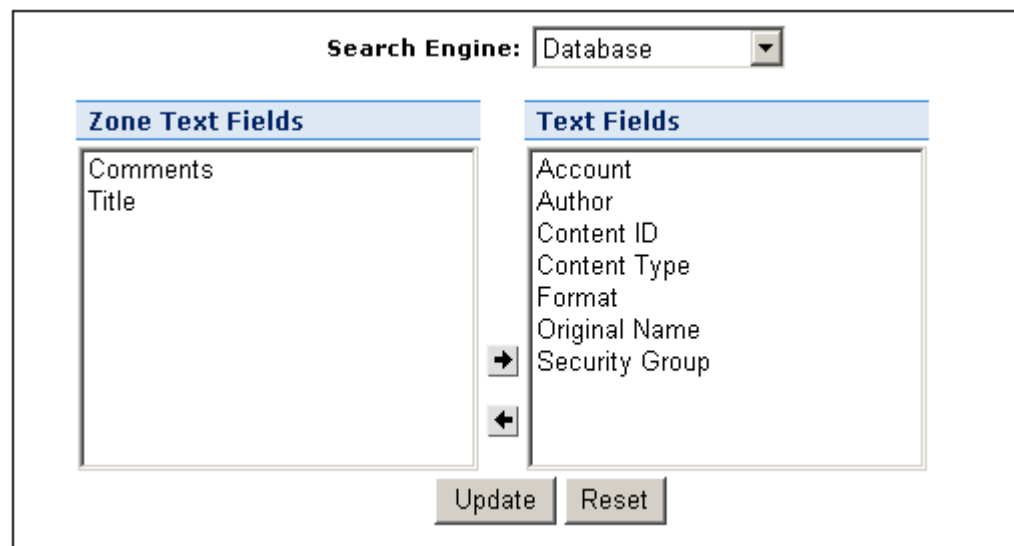 Search Engine: Database
Zone Text Fields
Comments
Title
Text Fields
Account
Author
Content ID
Content Type
Format
Original Name
Security Group
Update Reset